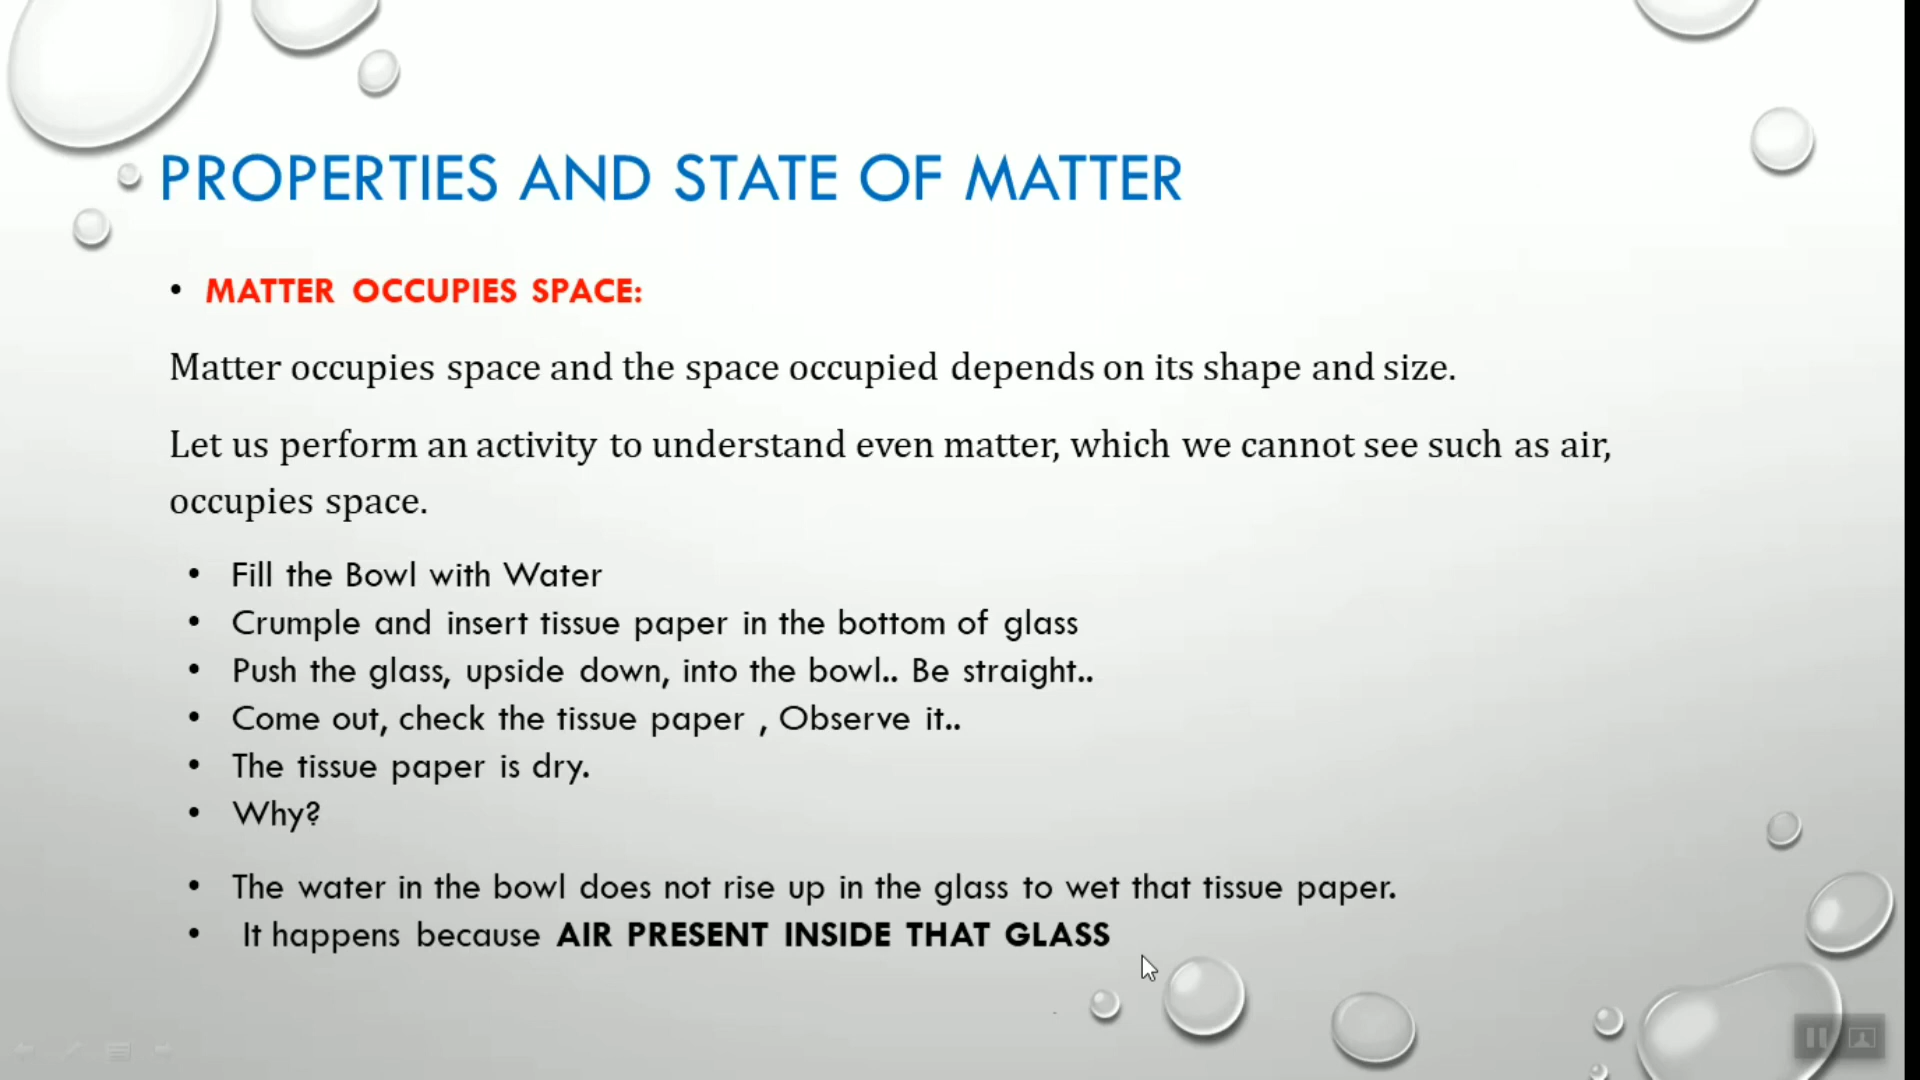 PROPERTIES AND STATE OF MATTER
• MATTER OCCUPIES SPACE:
Matter occupies space and the space occupied depends on its shape and size.
Let us perform an activity to understand even matter, which we cannot see such as air,
occupies space.
• Fill the Bowl with Water
• Crumple and insert tissue paper in the bottom of glass
• Push the glass, upside down, into the bowl.. Be straight..
• Come out, check the tissue paper , Observe it..
• The tissue paper is dry.
• Why?
• The water in the bowl does not rise up in the glass to wet that tissue paper.
• It happens because AIR PRESENT INSIDE THAT GLASS